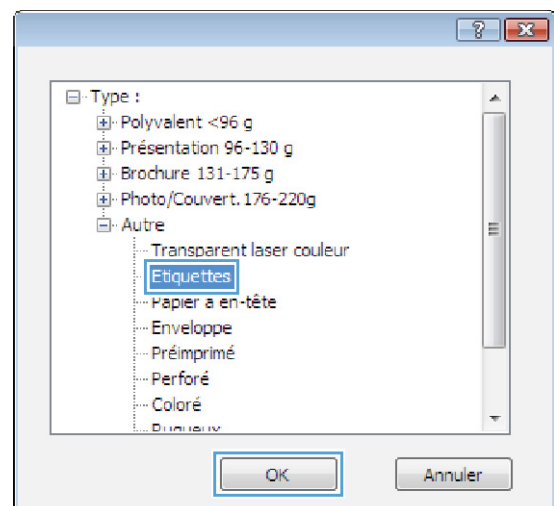 Type :
Polyvalent <96 g
Présentation 96-130 g
Brochure 131-175 g
Photo/Couvert. 176-220g
Autre
Transparent laser couleur
Etiquettes
Papier à en-tête
Enveloppe
Préimprimé
Perforé
Coloré
Rugueux
OK Annuler